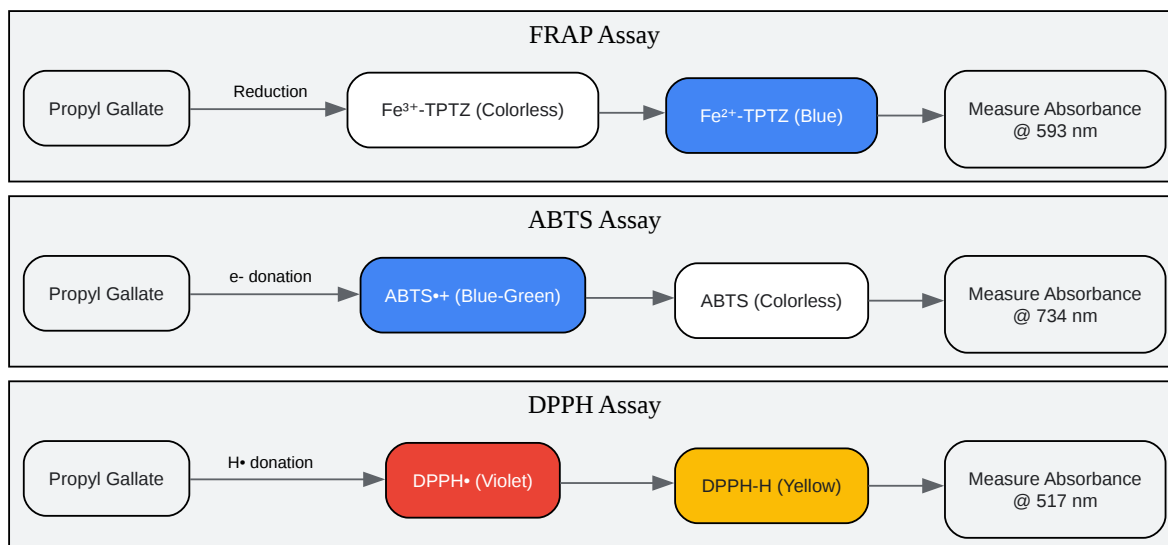 FRAP Assay
Propyl Gallate
Reduction
Fe³⁺-TPTZ (Colorless)
Fe²⁺-TPTZ (Blue)
Measure Absorbance
@ 593 nm
ABTS Assay
Propyl Gallate
e- donation
ABTS•+ (Blue-Green)
ABTS (Colorless)
Measure Absorbance
@ 734 nm
DPPH Assay
Propyl Gallate
H• donation
DPPH• (Violet)
DPPH-H (Yellow)
Measure Absorbance
@ 517 nm